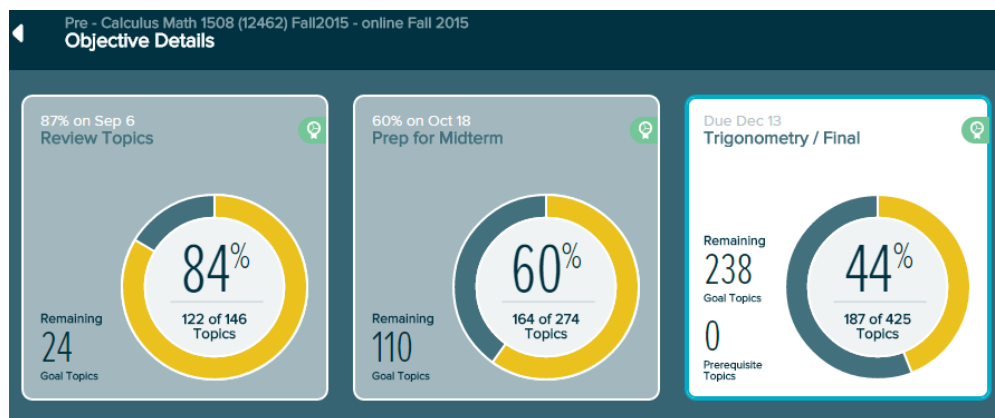 Pre - Calculus Math 1508 (12462) Fall2015 - online Fall 2015
Objective Details
87% on Sep 6
Review Topics
84%
122 of 146
Topics
Remaining
24
Goal Topics
60% on Oct 18
Prep for Midterm
60%
164 of 274
Topics
Remaining
110
Goal Topics
Due Dec 13
Trigonometry / Final
Remaining
238
Goal Topics
0
Prerequisite
Topics
44%
187 of 425
Topics